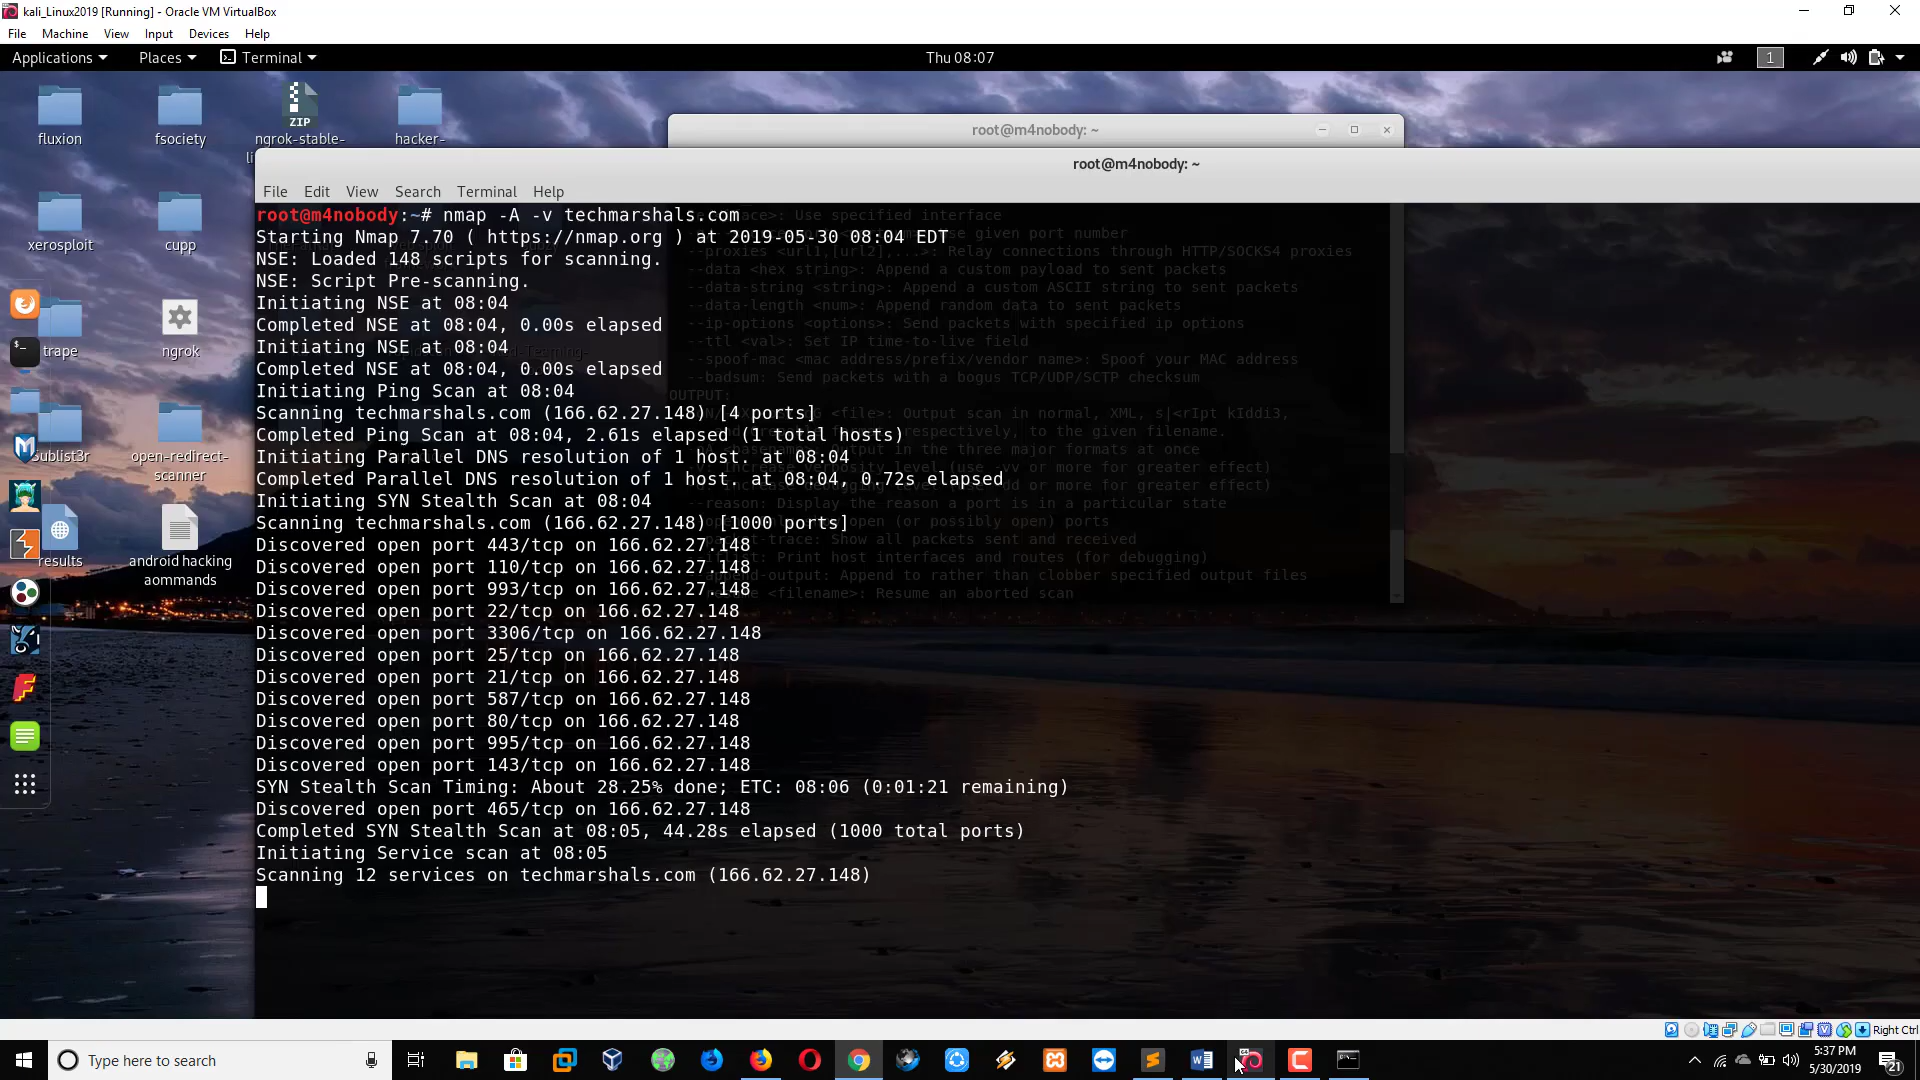 kali_Linux2019 [Running] - Oracle VM VirtualBox
File Machine View Input Devices Help
Applications Places Terminal Thu 08:07 1
fluxion
fsociety
ZIP
ngrok-stable-
hacker-
xerosploit
cupp
trape
ngrok
Sublist3r
open-redirect-
scanner
results
android hacking
aommands
root@m4nobody: ~
root@m4nobody: ~
File Edit View Search Terminal Help
root@m4nobody:~# nmap -A -v techmarshals.com
Starting Nmap 7.70 ( https://nmap.org ) at 2019-05-30 08:04 EDT
NSE: Loaded 148 scripts for scanning.
NSE: Script Pre-scanning.
Initiating NSE at 08:04
Completed NSE at 08:04, 0.00s elapsed
Initiating NSE at 08:04
Completed NSE at 08:04, 0.00s elapsed
Initiating Ping Scan at 08:04
Scanning techmarshals.com (166.62.27.148) [4 ports]
Completed Ping Scan at 08:04, 2.61s elapsed (1 total hosts)
Initiating Parallel DNS resolution of 1 host. at 08:04
Completed Parallel DNS resolution of 1 host. at 08:04, 0.72s elapsed
Initiating SYN Stealth Scan at 08:04
Scanning techmarshals.com (166.62.27.148) [1000 ports]
Discovered open port 443/tcp on 166.62.27.148
Discovered open port 110/tcp on 166.62.27.148
Discovered open port 993/tcp on 166.62.27.148
Discovered open port 22/tcp on 166.62.27.148
Discovered open port 3306/tcp on 166.62.27.148
Discovered open port 25/tcp on 166.62.27.148
Discovered open port 21/tcp on 166.62.27.148
Discovered open port 587/tcp on 166.62.27.148
Discovered open port 80/tcp on 166.62.27.148
Discovered open port 995/tcp on 166.62.27.148
Discovered open port 143/tcp on 166.62.27.148
SYN Stealth Scan Timing: About 28.25% done; ETC: 08:06 (0:01:21 remaining)
Discovered open port 465/tcp on 166.62.27.148
Completed SYN Stealth Scan at 08:05, 44.28s elapsed (1000 total ports)
Initiating Service scan at 08:05
Scanning 12 services on techmarshals.com (166.62.27.148)
: Use specified interface
given port number
--proxies <url1,[url2],...>: Relay connections through HTTP/SOCKS4 proxies
--data <hex string>: Append a custom payload to sent packets
--data-string <string>: Append a custom ASCII string to sent packets
--data-length <num>: Append random data to sent packets
--ip-options <options>: Send packets with specified ip options
--ttl <val>: Set IP time-to-live field
--spoof-mac <mac address/prefix/vendor name>: Spoof your MAC address
--badsum: Send packets with a bogus TCP/UDP/SCTP checksum
OUTPUT:
<file>: Output scan in normal, XML, s|<rIpt kIddi3,
respectively, to the given filename.
Output in the three major formats at once
level (use -vv or more for greater effect)
or more for greater effect)
--reason: Display the reason a port is in a particular state
open (or possibly open) ports
-trace: Show all packets sent and received
--iflist: Print host interfaces and routes (for debugging)
--append-output: Append to rather than clobber specified output files
<filename>: Resume an aborted scan
Right Ctrl
Type here to search
5:37 PM
5/30/2019
21